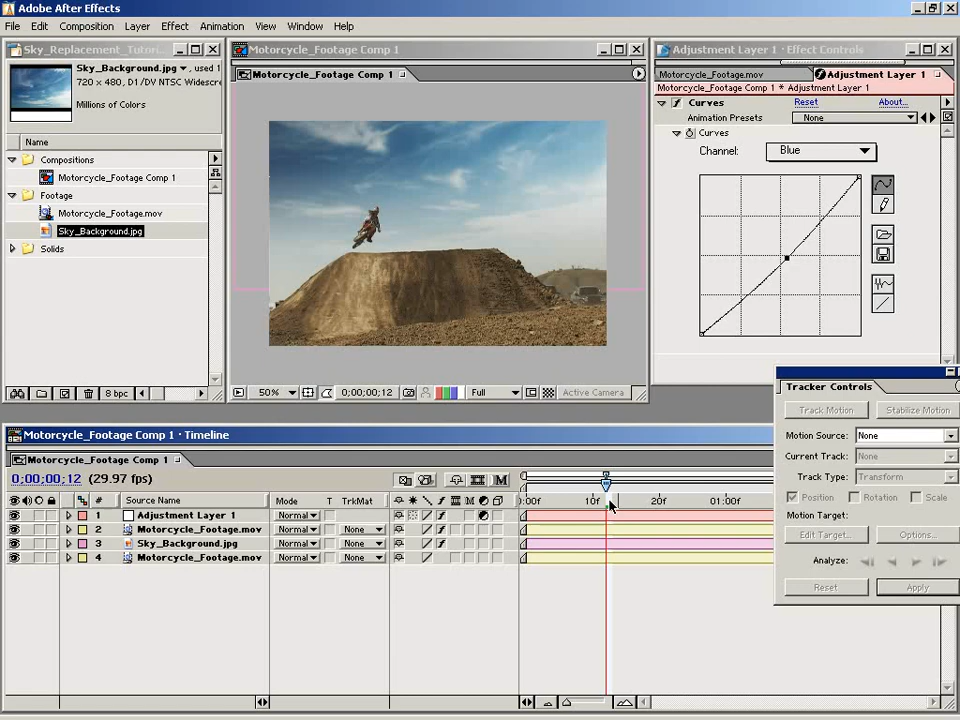 Adobe After Effects
File Edit Composition Layer Effect Animation View Window Help
Sky_Replacement_Tutori...
Sky_Background.jpg , used 1
720 x 480, D1/DV NTSC Widescre
Millions of Colors
Name
Compositions
Motorcycle_Footage Comp 1
Footage
Motorcycle_Footage.mov
Sky_Background.jpg
Solids
8 bpc
Motorcycle_Footage Comp 1
Motorcycle_Footage Comp 1
50% 0;00;00;12 Full Active Camera
Adjustment Layer 1 · Effect Controls
Motorcycle_Footage.mov Adjustment Layer 1
Motorcycle_Footage Comp 1 * Adjustment Layer 1
Curves Reset About...
Animation Presets None
Curves
Channel: Blue
Tracker Controls
Track Motion Stabilize Motion
Motion Source: None
Current Track: None
Track Type: Transform
Position Rotation Scale
Motion Target:
Edit Target... Options...
Analyze:
Reset Apply
Motorcycle_Footage Comp 1 · Timeline
Motorcycle_Footage Comp 1
0;00;00;12 (29.97 fps)
# Source Name Mode T TrkMat
):00f 10f 20f 01:00f
1 Adjustment Layer 1 Normal
2 Motorcycle_Footage.mov Normal None
3 Sky_Background.jpg Normal None
4 Motorcycle_Footage.mov Normal None